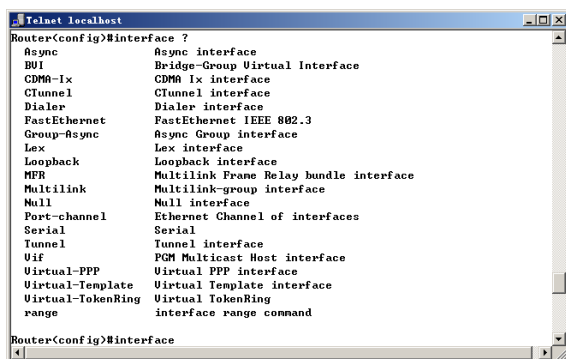 Telnet localhost
Router(config)#interface ?
Async Async interface
BVI Bridge-Group Virtual Interface
CDMA-Ix CDMA Ix interface
CTunnel CTunnel interface
Dialer Dialer interface
FastEthernet FastEthernet IEEE 802.3
Group-Async Async Group interface
Lex Lex interface
Loopback Loopback interface
MFR Multilink Frame Relay bundle interface
Multilink Multilink-group interface
Null Null interface
Port-channel Ethernet Channel of interfaces
Serial Serial
Tunnel Tunnel interface
Vif PGM Multicast Host interface
Virtual-PPP Virtual PPP interface
Virtual-Template Virtual Template interface
Virtual-TokenRing Virtual TokenRing
range interface range command
Router(config)#interface